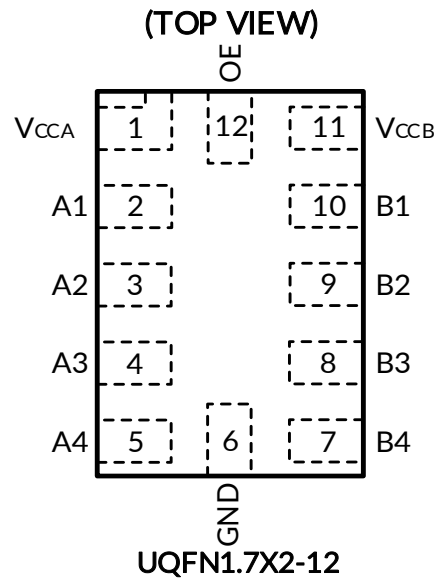 (TOP VIEW)
OE
VCCA 1 12 11 VCCB
A1 2 10 B1
A2 3 9 B2
A3 4 8 B3
A4 5 6 7 B4
GND
UQFN1.7X2-12